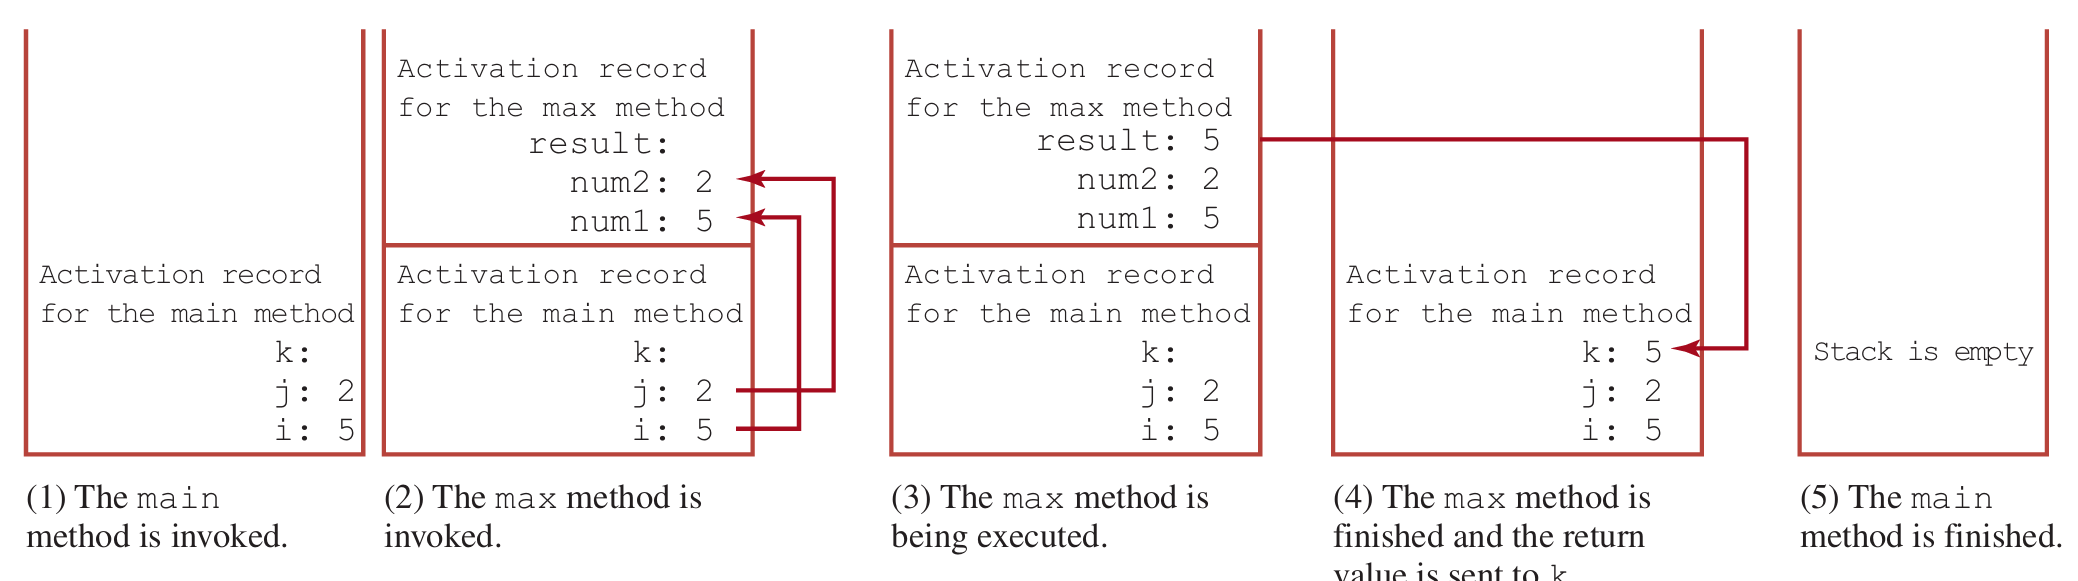 Activation record
for the main method
k:
j: 2
i: 5
(1) The main
method is invoked.
Activation record
for the max method
result:
num2: 2
num1: 5
Activation record
for the main method
k:
j: 2
i: 5
(2) The max method is
invoked.
Activation record
for the max method
result: 5
num2: 2
num1: 5
Activation record
for the main method
k:
j: 2
i: 5
(3) The max method is
being executed.
Activation record
for the main method
k: 5
j: 2
i: 5
(4) The max method is
finished and the return
value is sent to k
Stack is empty
(5) The main
method is finished.